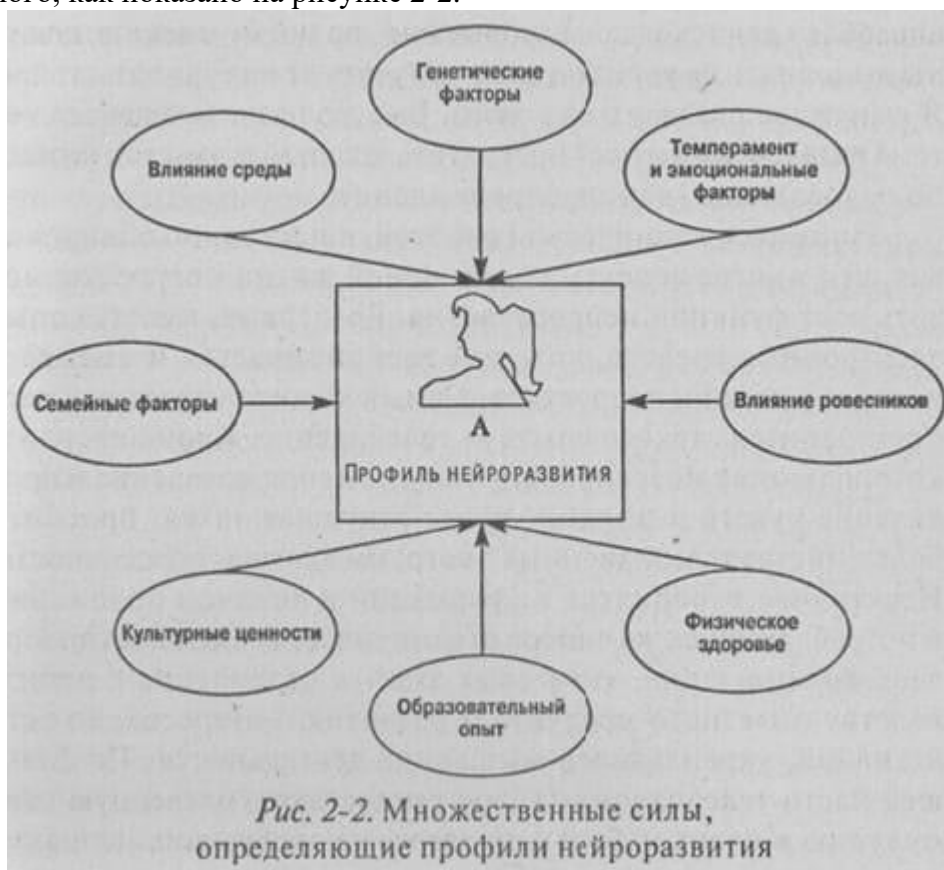 как показано на рисунке 2-2.
Генетические
факторы
Влияние среды
Темперамент
и эмоциональные
факторы
Семейные факторы
А
ПРОФИЛЬ НЕЙРОРАЗВИТИЯ
Влияние ровесников
Культурные ценности
Физическое
здоровье
Образовательный
опыт
Рис. 2-2. Множественные силы,
определяющие профили нейроразвития